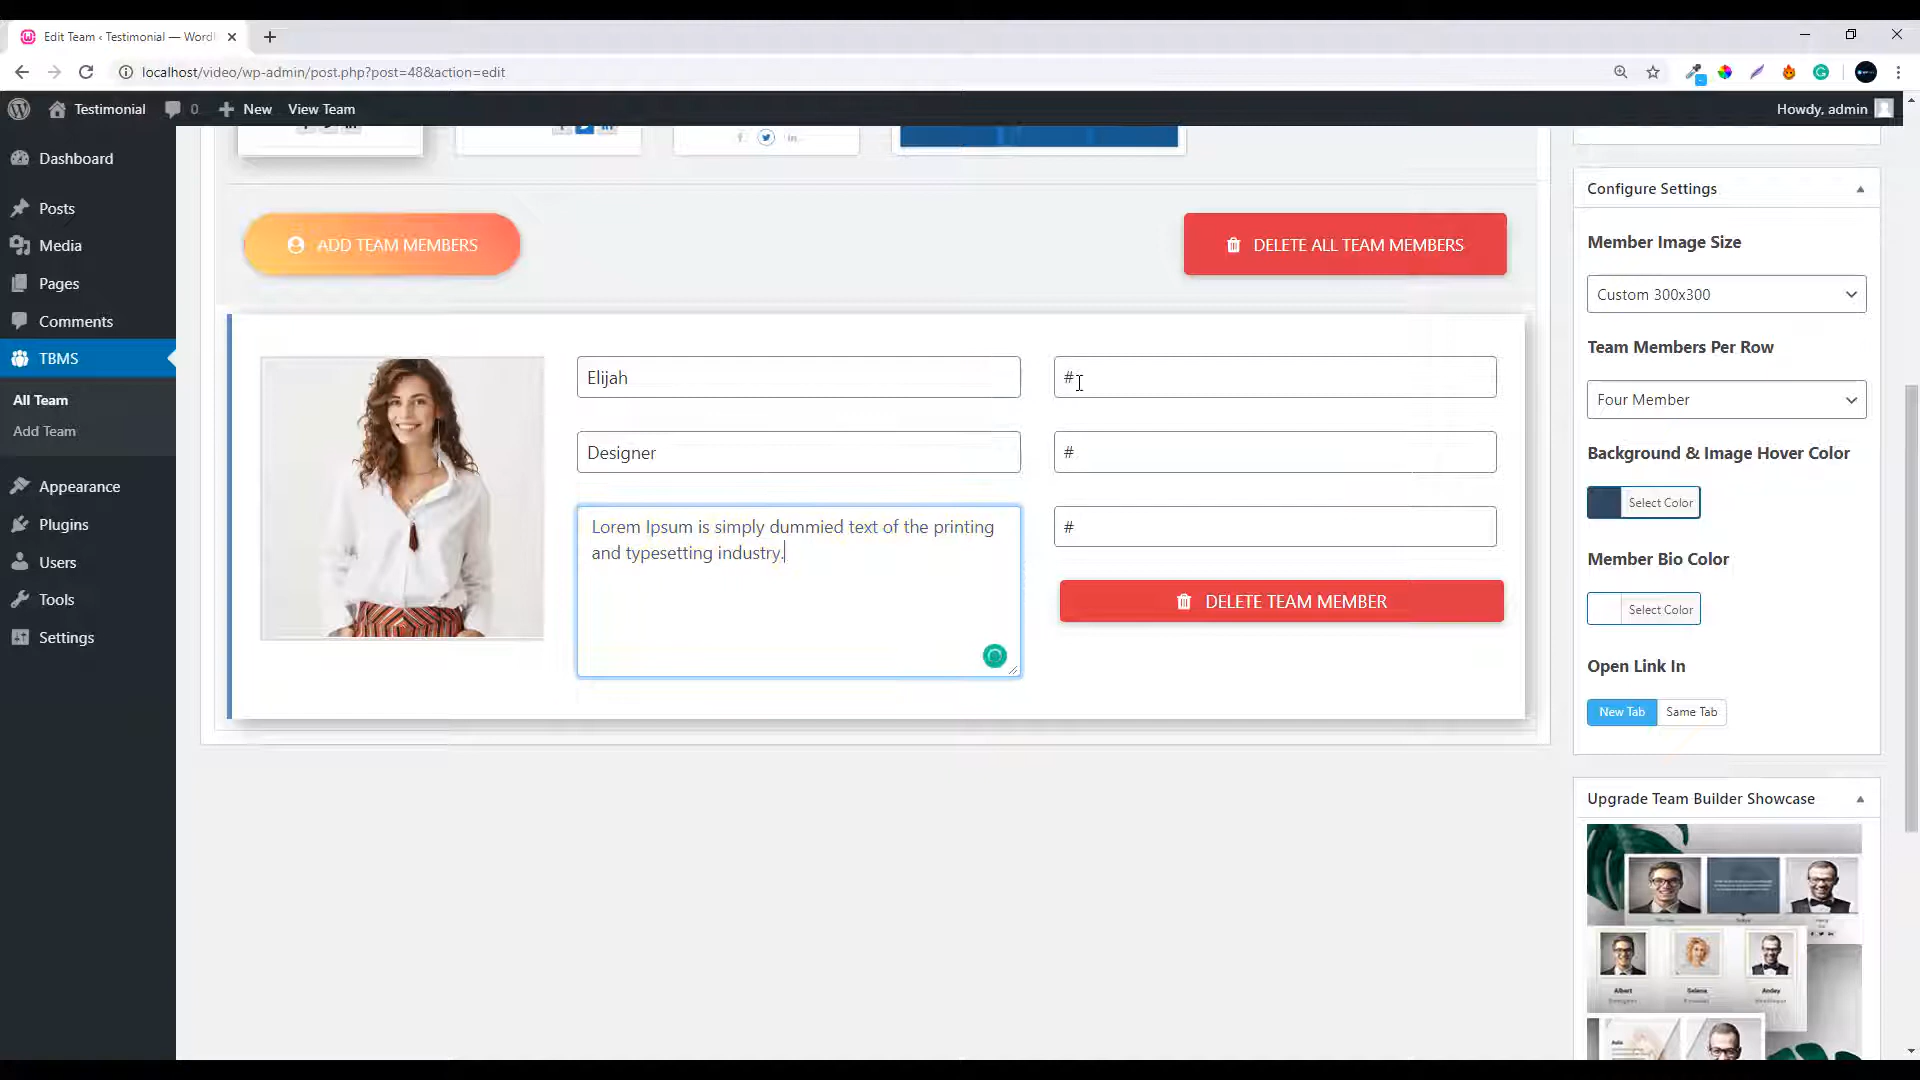 Edit Team ‹ Testimonial — Word
localhost/video/wp-admin/post.php?post=48&action=edit
Testimonial
0
New
View Team
Howdy, admin
Dashboard
Posts
Media
Pages
Comments
TBMS
All Team
Add Team
Appearance
Plugins
Users
Tools
Settings
ADD TEAM MEMBERS
DELETE ALL TEAM MEMBERS
Elijah
#
Designer
#
Lorem Ipsum is simply dummied text of the printing
and typesetting industry.
#
DELETE TEAM MEMBER
Configure Settings
Member Image Size
Custom 300x300
Team Members Per Row
Four Member
Background & Image Hover Color
Select Color
Member Bio Color
Select Color
Open Link In
New Tab
Same Tab
Upgrade Team Builder Showcase
Albert
Selena